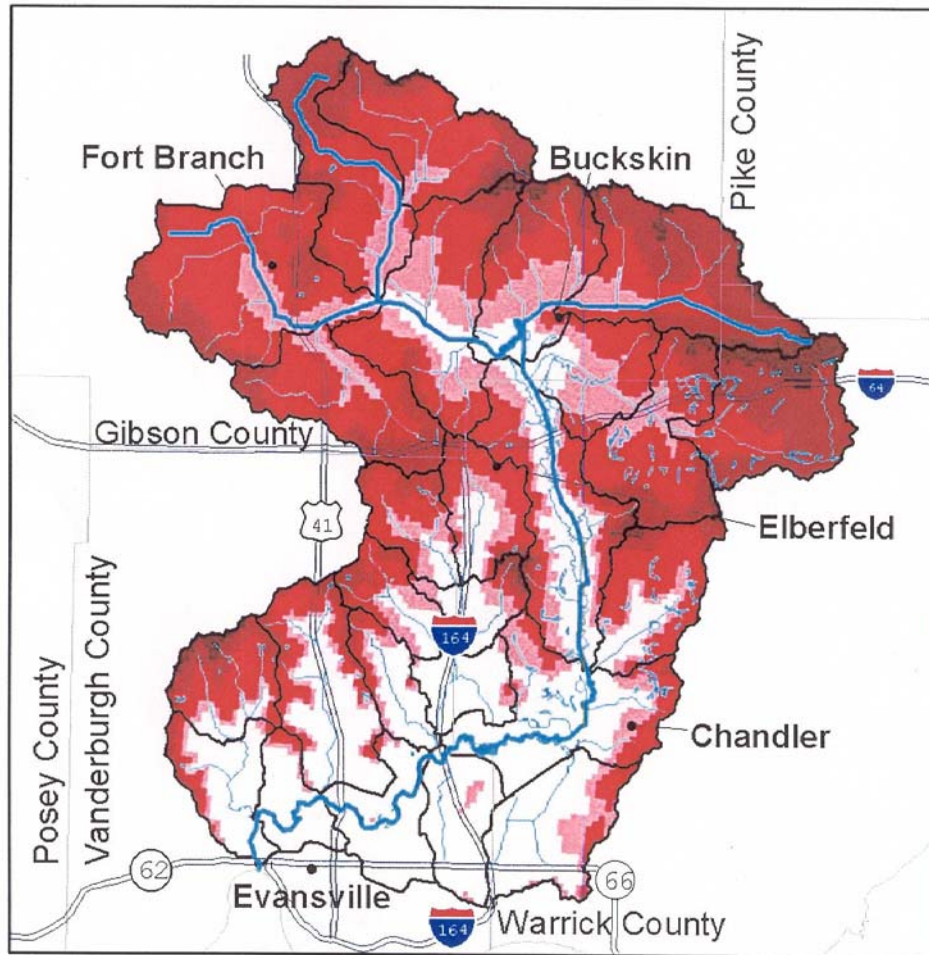 Pike County
Fort Branch
Buckskin
64
Gibson County
41
Elberfeld
164
Posey County
Vanderburgh County
Chandler
62
66
Evansville
164
Warrick County